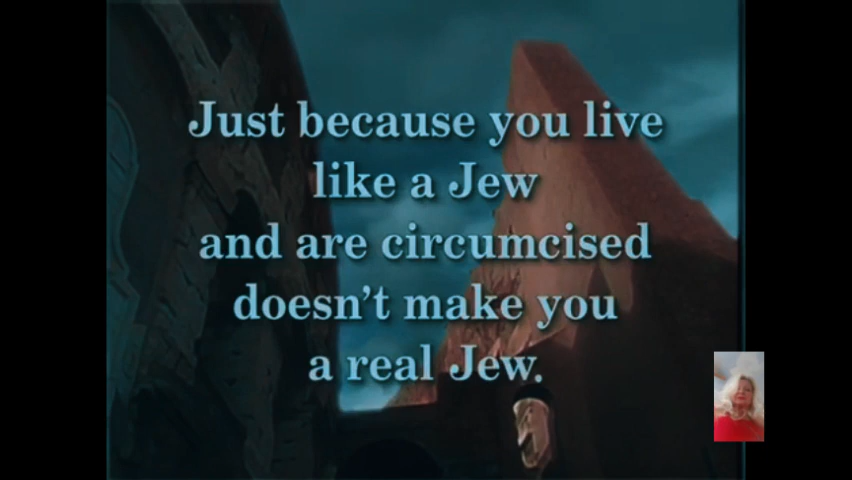 Just because you live
like a Jew
and are circumcised
doesn't make you
a real Jew.